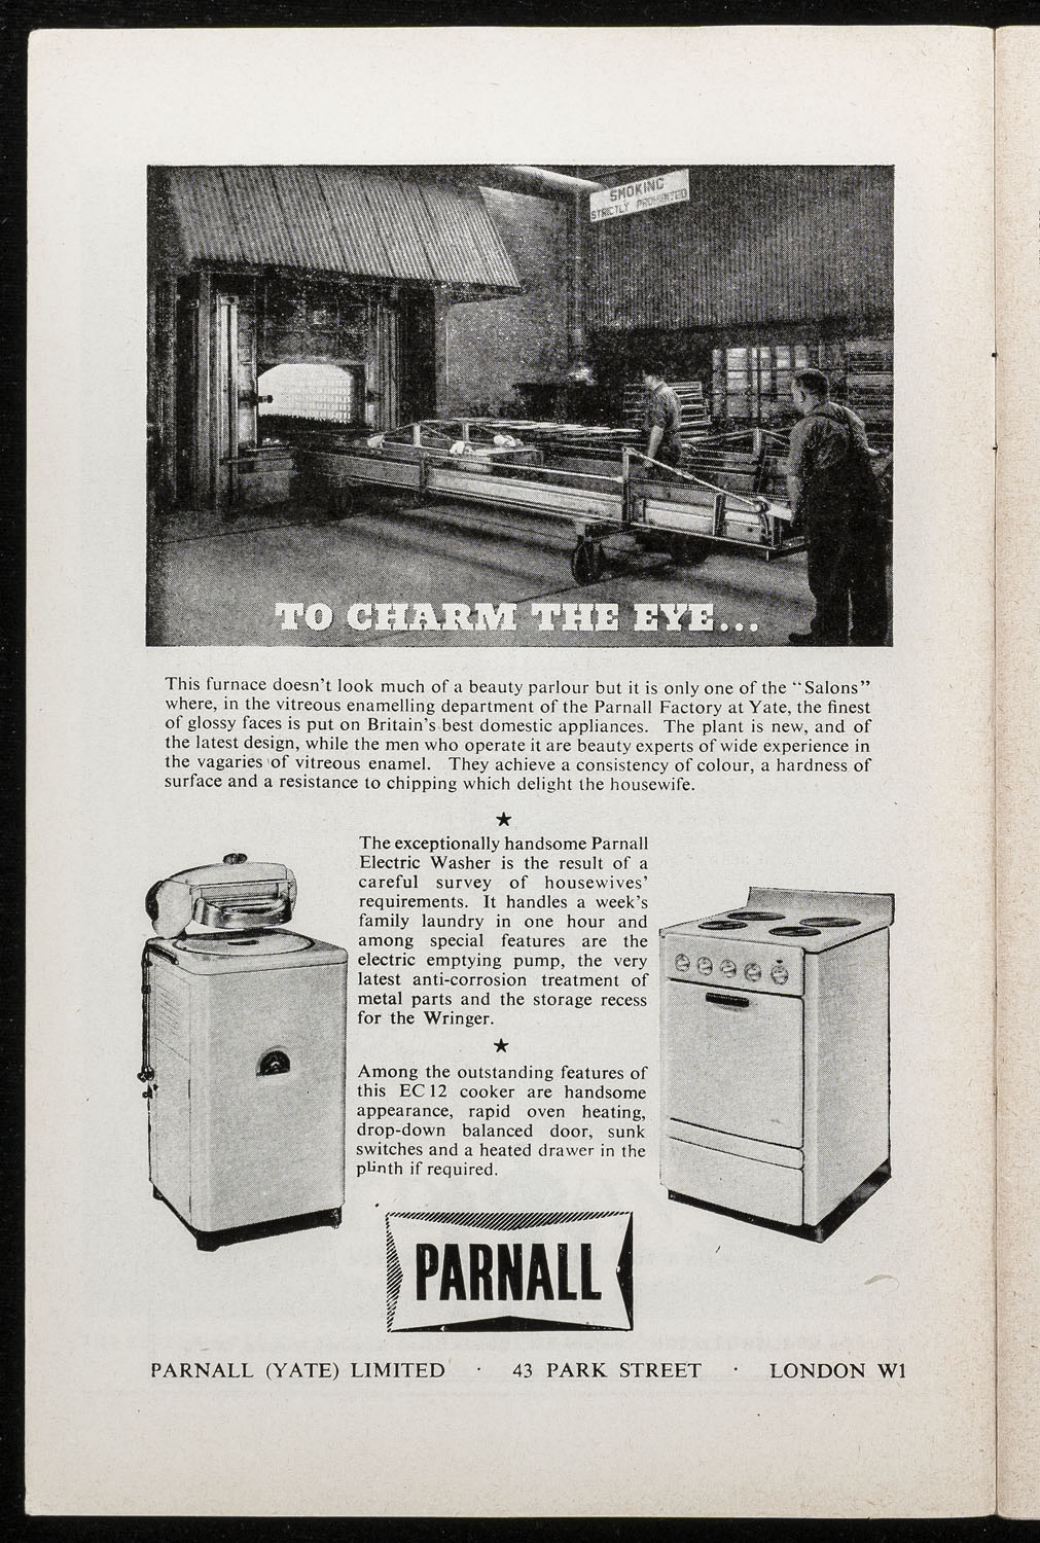 SMOKING
STRICTLY PROHIBITED
TO CHARM THE EYE...
This furnace doesn't look much of a beauty parlour but it is only one of the "Salons"
where, in the vitreous enamelling department of the Parnall Factory at Yate, the finest
of glossy faces is put on Britain's best domestic appliances. The plant is new, and of
the latest design, while the men who operate it are beauty experts of wide experience in
the vagaries of vitreous enamel. They achieve a consistency of colour, a hardness of
surface and a resistance to chipping which delight the housewife.
The exceptionally handsome Parnall
Electric Washer is the result of a
careful survey of housewives'
requirements. It handles a week's
family laundry in one hour and
among special features are the
electric emptying pump, the very
latest anti-corrosion treatment of
metal parts and the storage recess
for the Wringer.
Among the outstanding features of
this EC12 cooker are handsome
appearance, rapid oven heating,
drop-down balanced door, sunk
switches and a heated drawer in the
plinth if required.
PARNALL
PARNALL (YATE) LIMITED · 43 PARK STREET · LONDON W1